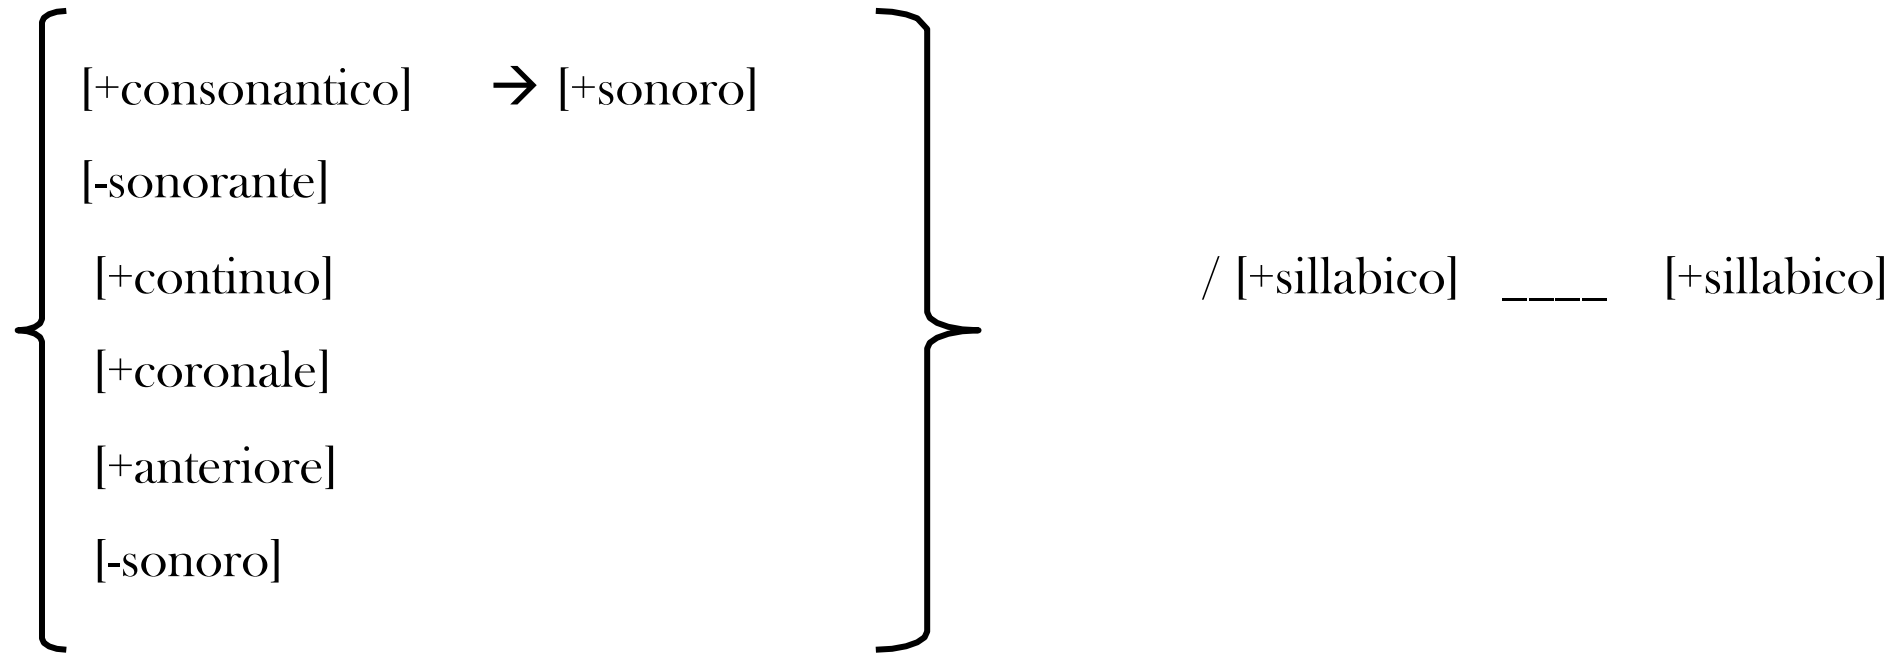 [+consonantico] → [+sonoro]
[-sonorante]
[+continuo]
/ [+sillabico] ____ [+sillabico]
[+coronale]
[+anteriore]
[-sonoro]